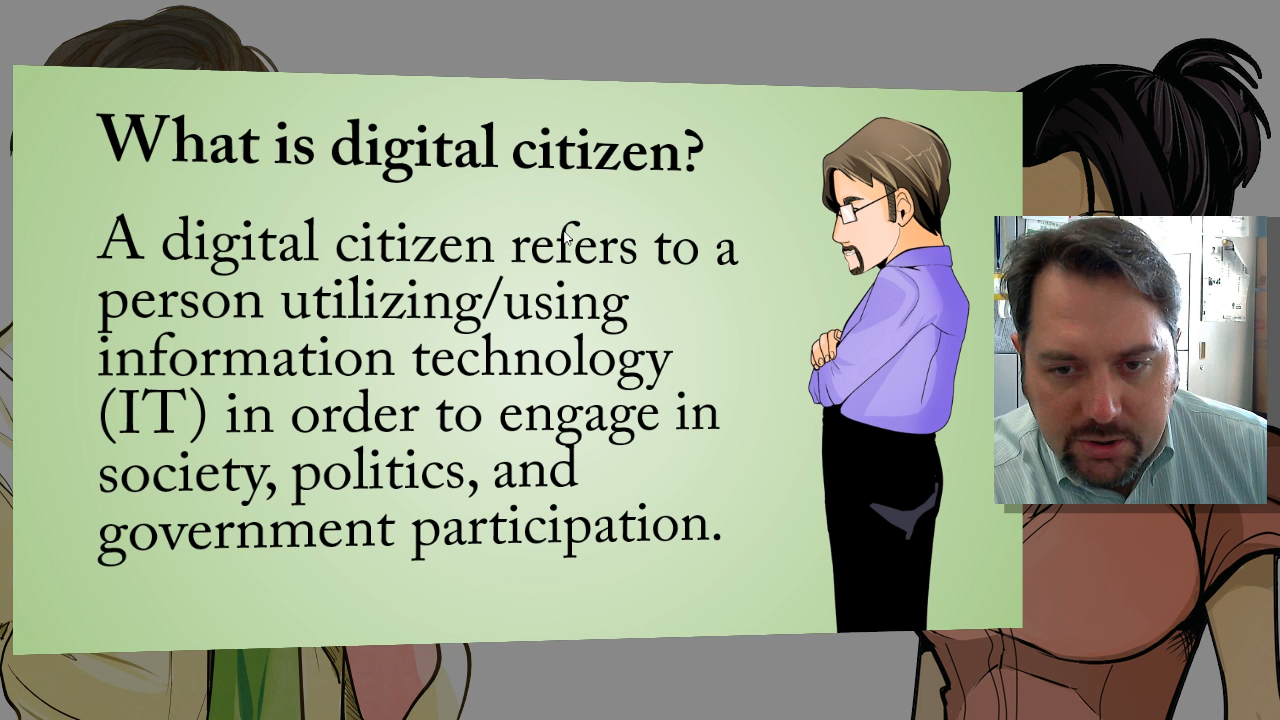 What is digital citizen?
A digital citizen refers to a
person utilizing/using
information technology
(IT) in order to engage in
society, politics, and
government participation.